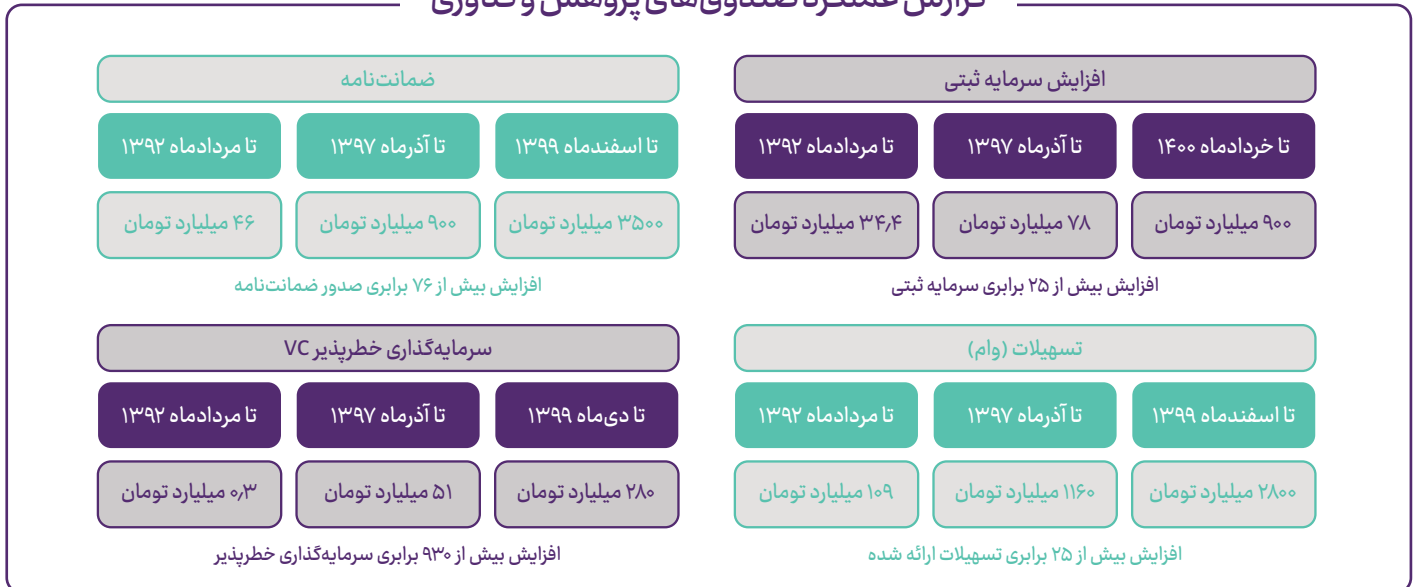 گزارش عملکرد صندوق‌های پژوهش و فناوری
افزایش سرمایه ثبتی
تا خردادماه ۱۴۰۰
تا آذرماه ۱۳۹۷
تا مردادماه ۱۳۹۲
۹۰۰ میلیارد تومان
۷۸ میلیارد تومان
۳۴٫۴ میلیارد تومان
افزایش بیش از ۲۵ برابری سرمایه ثبتی
ضمانت‌نامه
تا اسفندماه ۱۳۹۹
تا آذرماه ۱۳۹۷
تا مردادماه ۱۳۹۲
۳۵۰۰ میلیارد تومان
۹۰۰ میلیارد تومان
۴۶ میلیارد تومان
افزایش بیش از ۷۶ برابری صدور ضمانت‌نامه
تسهیلات (وام)
تا اسفندماه ۱۳۹۹
تا آذرماه ۱۳۹۷
تا مردادماه ۱۳۹۲
۲۸۰۰ میلیارد تومان
۱۱۶۰ میلیارد تومان
۱۰۹ میلیارد تومان
افزایش بیش از ۲۵ برابری تسهیلات ارائه شده
سرمایه‌گذاری خطرپذیر VC
تا دی‌ماه ۱۳۹۹
تا آذرماه ۱۳۹۷
تا مردادماه ۱۳۹۲
۲۸۰ میلیارد تومان
۵۱ میلیارد تومان
۰٫۳ میلیارد تومان
افزایش بیش از ۹۳۰ برابری سرمایه‌گذاری خطرپذیر